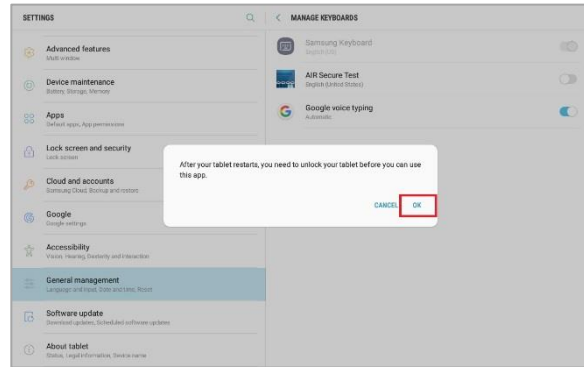 SETTINGS
Advanced features
Multi window
Device maintenance
Battery, Storage, Memory
Apps
Default apps, App permissions
Lock screen and security
Lock screen
Cloud and accounts
Samsung Cloud, Backup and restore
Google
Google settings
Accessibility
Vision, Hearing, Dexterity and interaction
General management
Language and input, Date and time, Reset
Software update
Download updates, Scheduled software updates
About tablet
Status, Legal information, Device name
MANAGE KEYBOARDS
Samsung Keyboard
English (US)
AIR Secure Test
English (United States)
Google voice typing
Automatic
After your tablet restarts, you need to unlock your tablet before you can use
this app.
CANCEL OK